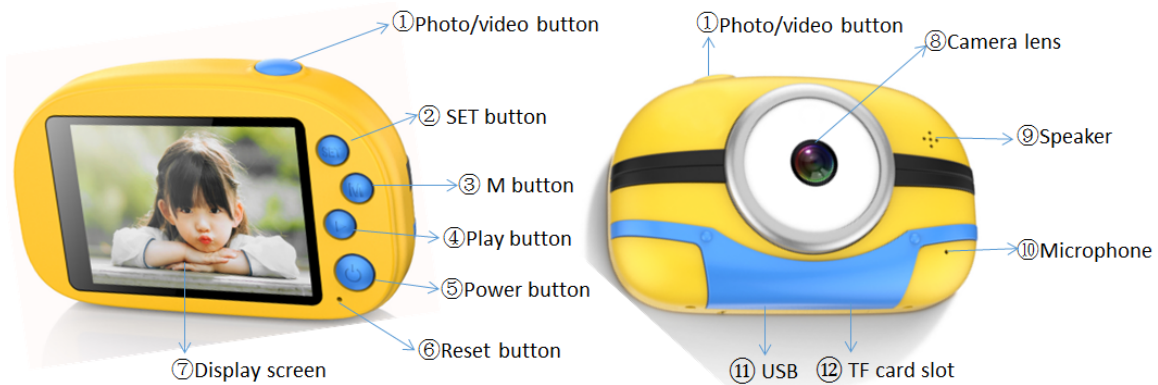 ①Photo/video button
② SET button
③ M button
④Play button
⑤Power button
⑥Reset button
⑦Display screen
①Photo/video button
⑧Camera lens
⑨Speaker
⑩Microphone
⑪ USB
⑫ TF card slot